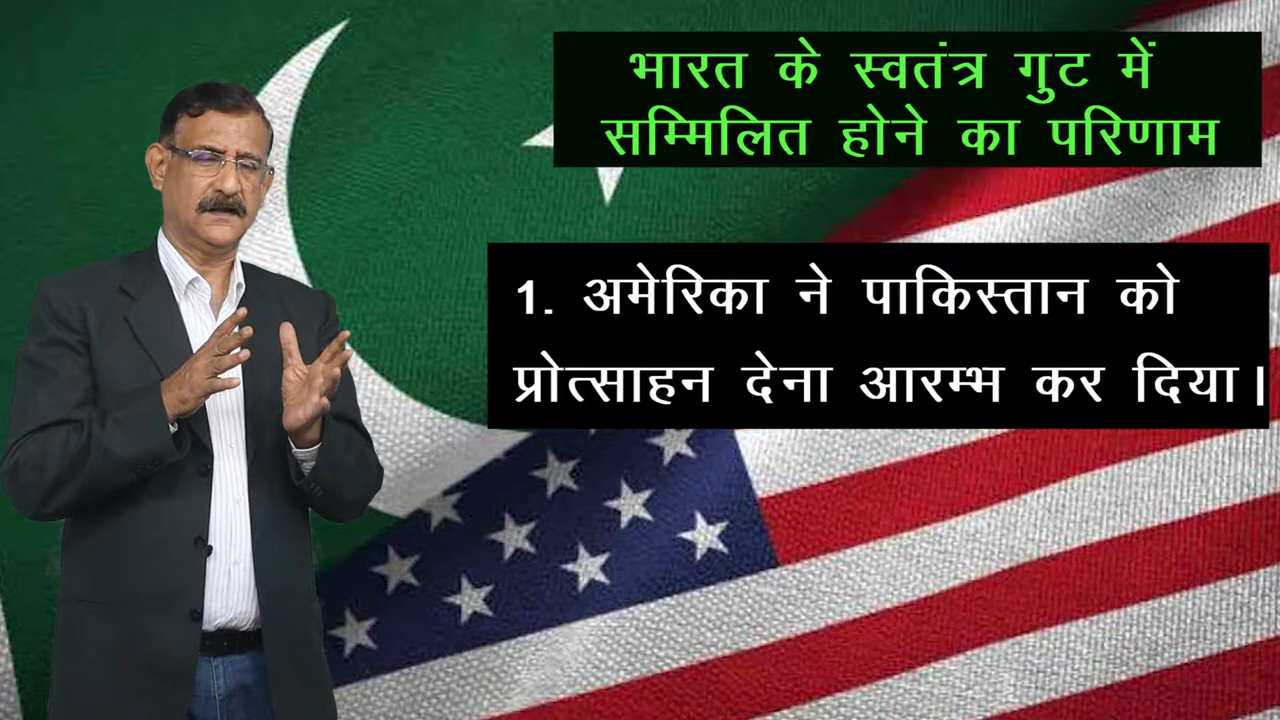 भारत के स्वतंत्र गुट में
सम्मिलित होने का परिणाम
1. अमेरिका ने पाकिस्तान को
प्रोत्साहन देना आरम्भ कर दिया।